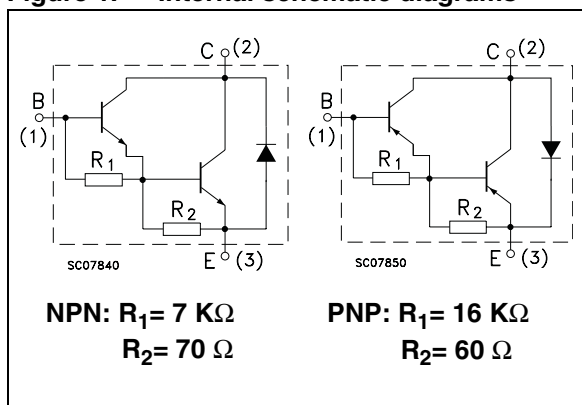 Figure 1. Internal schematic diagrams
C (2) C (2)
B B
(1) (1)
R1 R1
R2 R2
E (3) E (3)
SC07840 SC07850
NPN: R1= 7 KΩ PNP: R1= 16 KΩ
R2= 70 Ω R2= 60 Ω